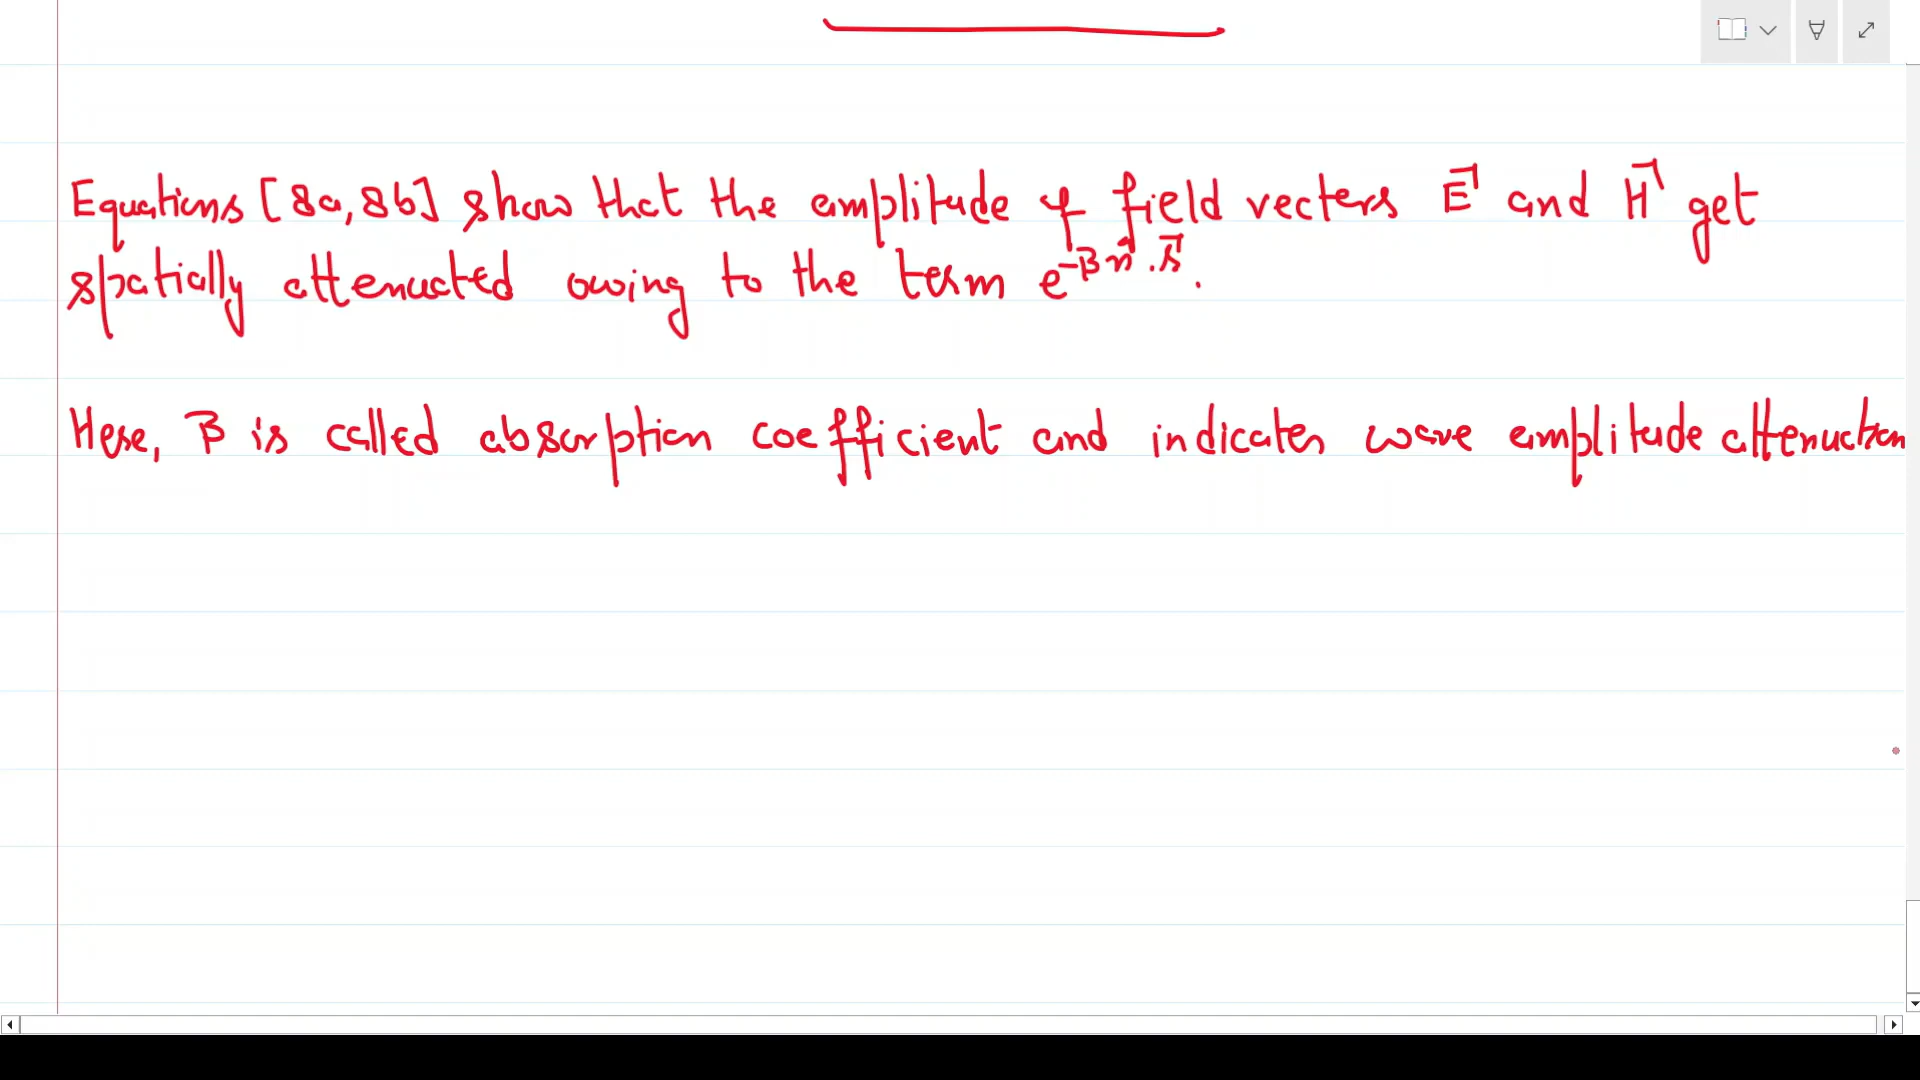 Equations [8a, 8b] show that the amplitude of field vectors E⃗ and H⃗ get
spatially attenuated owing to the term e^{-β n̂ . r⃗}.
Here, β is called absorption coefficient and indicates wave amplitude attenuation